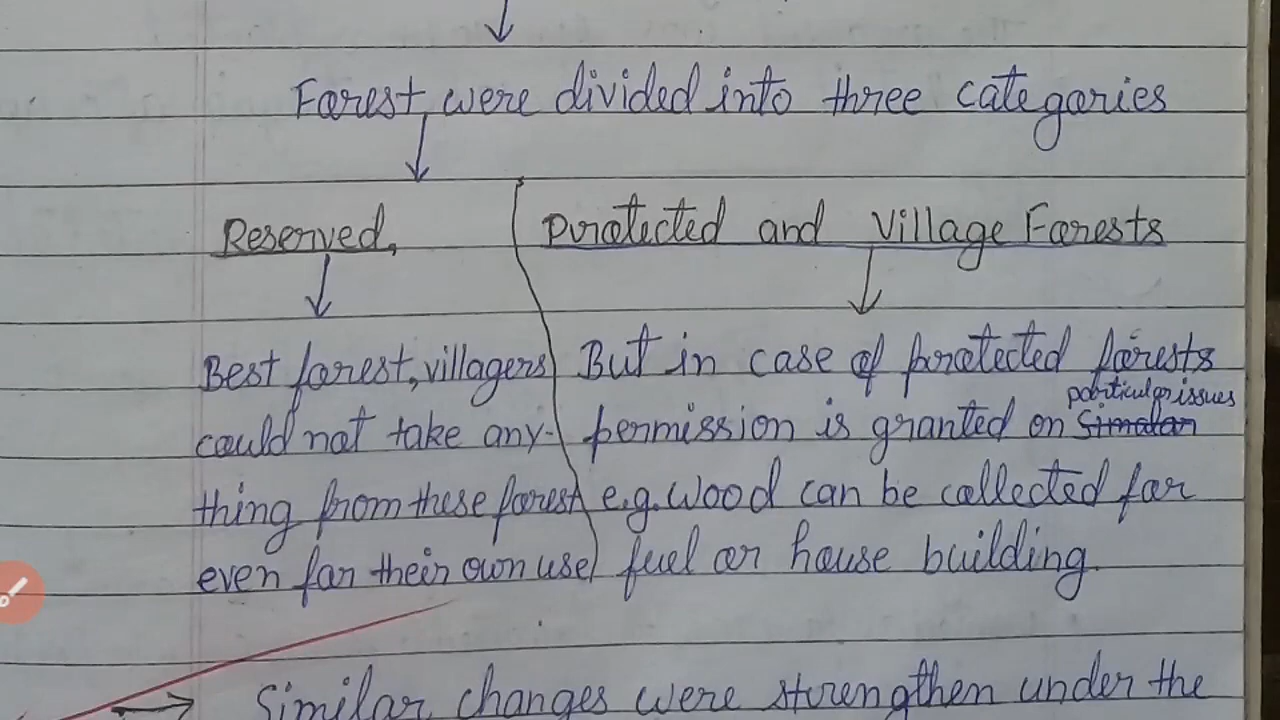 Forest were divided into three categories
Reserved,
Protected and Village Forests
Best forest, villagers
could not take any-
thing from these forest
even for their own use
But in case of protected forests
particular issues
permission is granted on
e.g. wood can be collected for
fuel or house building.
Similar changes were strengthen under the